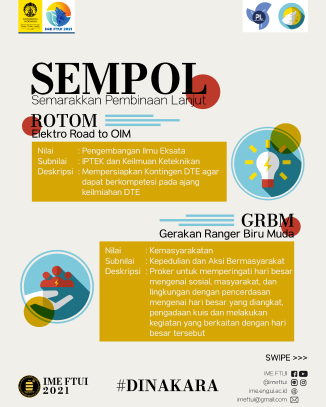 IME FTUI 2021
SEMPOL
Semarakkan Pembinaan Lanjut
ROTOM
Elektro Road to OIM
Nilai : Pengembangan Ilmu Eksata
Subnilai : IPTEK dan Keilmuan Keteknikan
Deskripsi : Mempersiapkan Kontingen DTE agar
dapat berkompetesi pada ajang
keilmiahan DTE
GRBM
Gerakan Ranger Biru Muda
Nilai : Kemasyarakatan
Subnilai : Kepedulian dan Aksi Bermasyarakat
Deskripsi : Proker untuk memperingati hari besar
mengenai sosial, masyarakat, dan
lingkungan dengan pencerdasan
mengenai hari besar yang diangkat,
pengadaan kuis dan melakukan
kegiatan yang berkaitan dengan hari
besar tersebut
SWIPE >>>
IME FTUI
2021
#DINAKARA
IME FTUI
@imeftui
ime.eng.ui.ac.id
imeftui@gmail.com